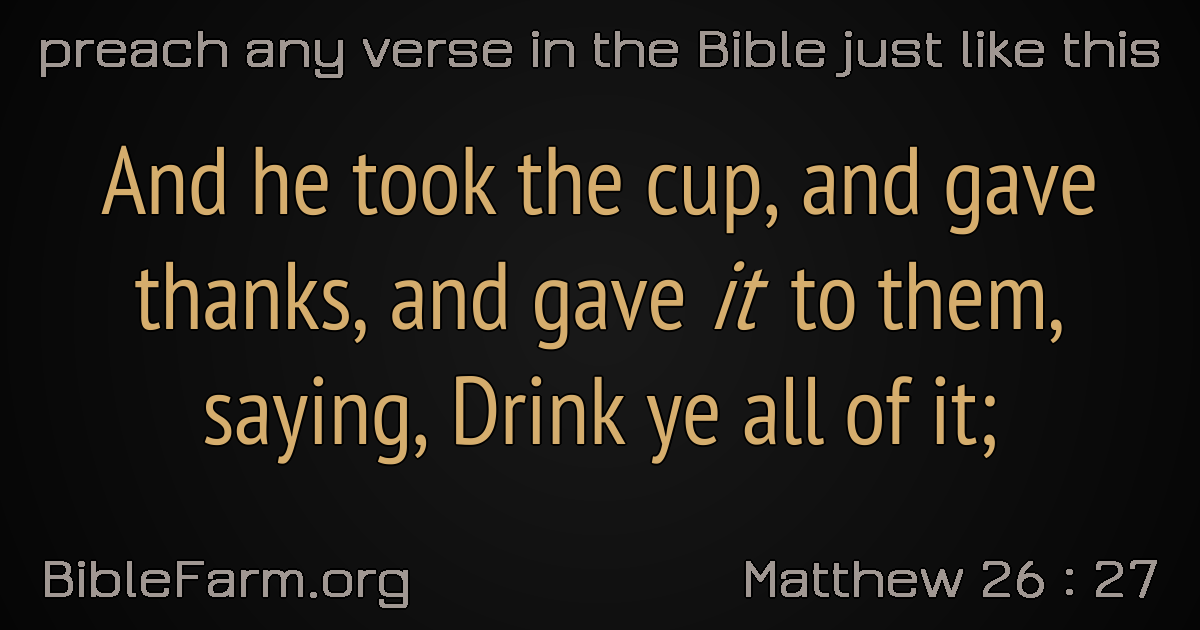 preach any verse in the Bible just like this
And he took the cup, and gave
thanks, and gave it to them,
saying, Drink ye all of it;
BibleFarm.org
Matthew 26 : 27